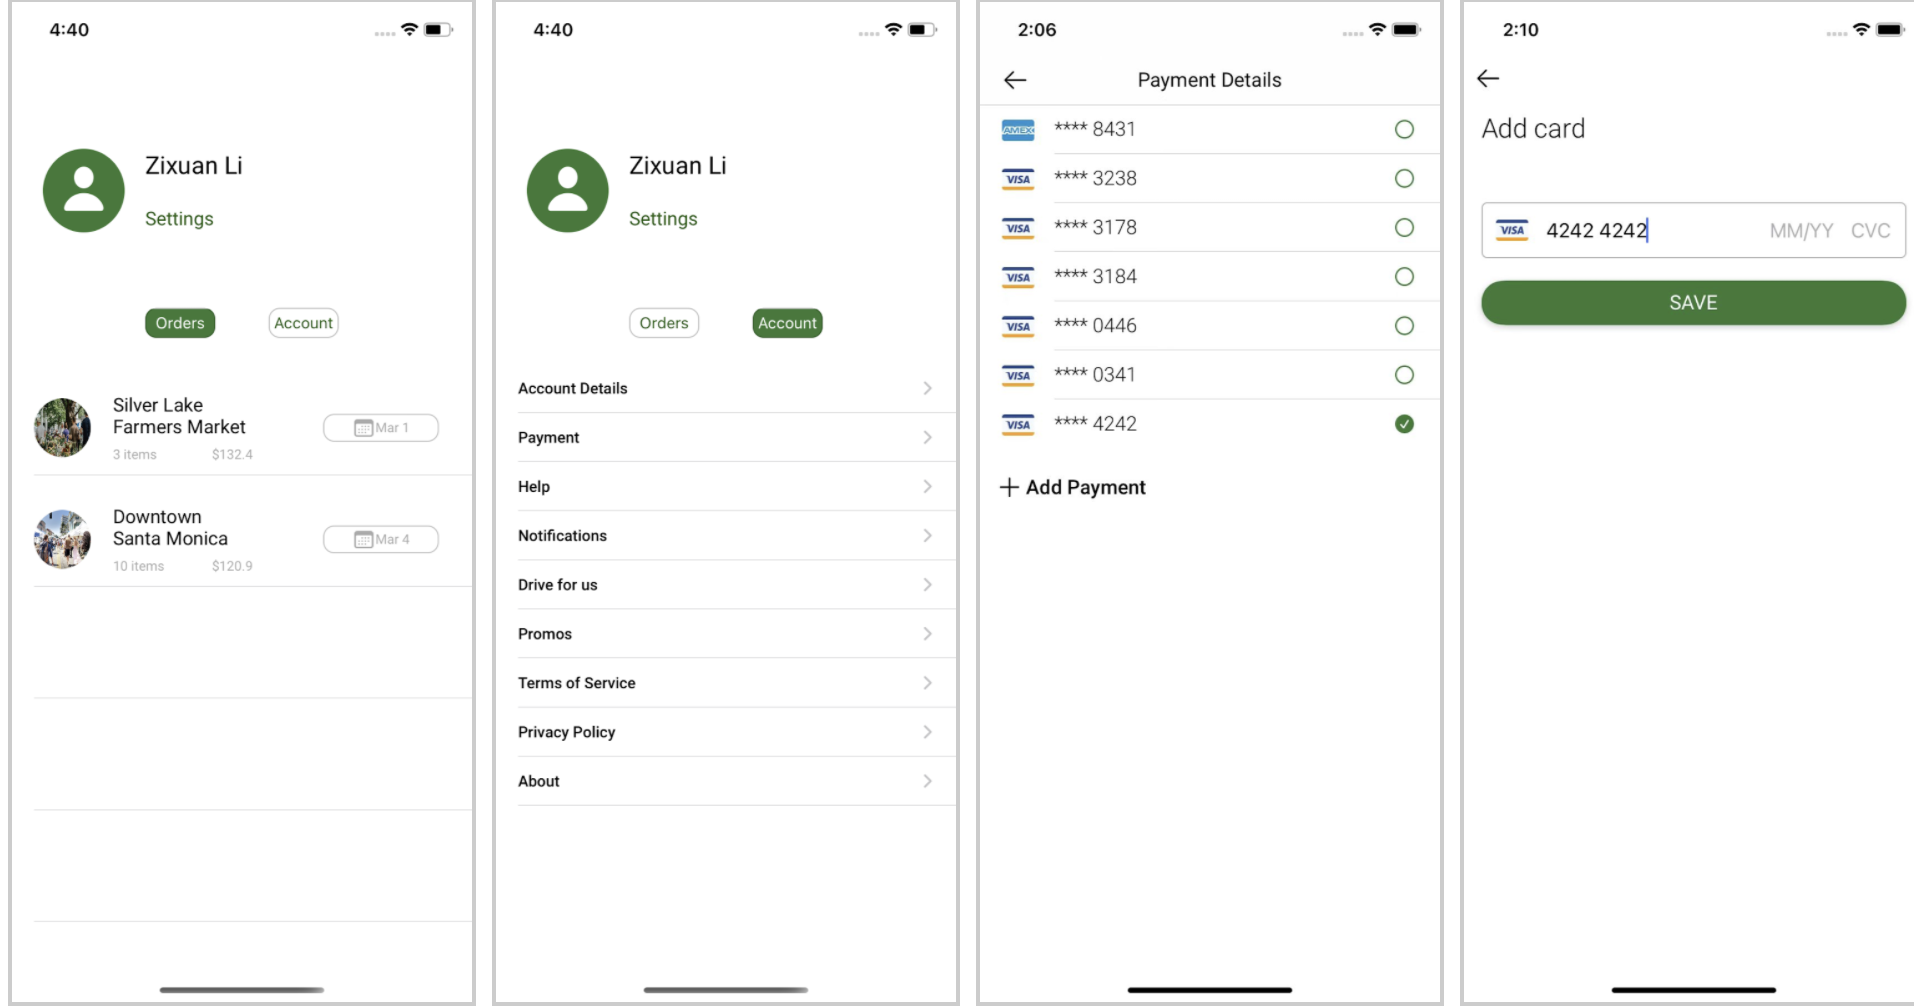 4:40
Zixuan Li
Settings
Orders
Account
Silver Lake
Farmers Market
3 items
$132.4
Mar 1
Downtown
Santa Monica
10 items
$120.9
Mar 4
4:40
Zixuan Li
Settings
Orders
Account
Account Details
Payment
Help
Notifications
Drive for us
Promos
Terms of Service
Privacy Policy
About
2:06
Payment Details
AMEX **** 8431
VISA **** 3238
VISA **** 3178
VISA **** 3184
VISA **** 0446
VISA **** 0341
VISA **** 4242
+ Add Payment
2:10
Add card
VISA 4242 4242 MM/YY CVC
SAVE